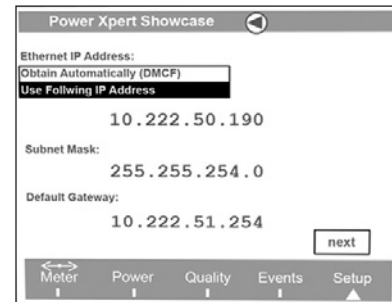 Power Xpert Showcase
Ethernet IP Address:
Obtain Automatically (DMCF)
Use Follwing IP Address
10.222.50.190
Subnet Mask:
255.255.254.0
Default Gateway:
10.222.51.254
next
Meter Power Quality Events Setup